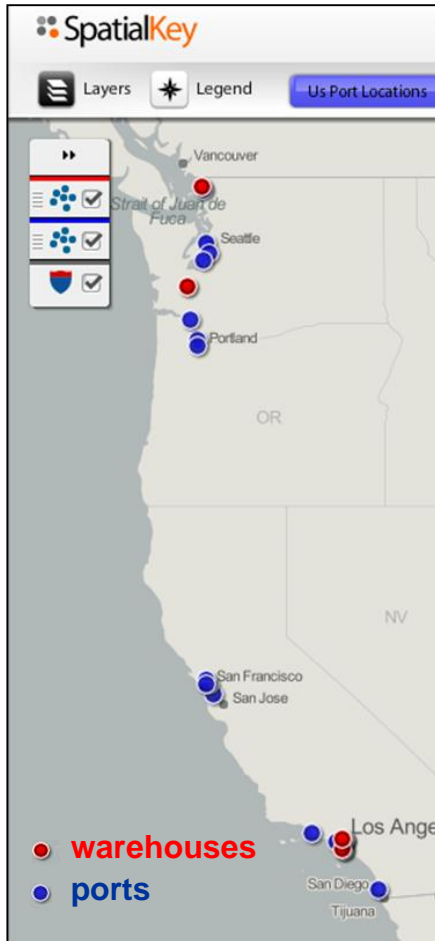 SpatialKey
Layers
Legend
Us Port Locations
Vancouver
Strait of Juan de
Fuca
Seattle
Portland
OR
NV
San Francisco
San Jose
Los Ange
warehouses
ports
San Diego
Tijuana